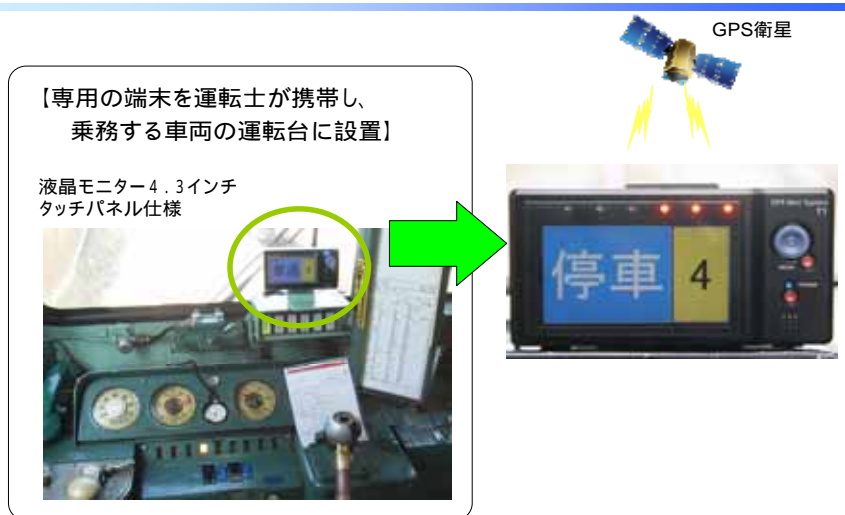 GPS衛星
【専用の端末を運転士が携帯し、
乗務する車両の運転台に設置】
液晶モニター4.3インチ
タッチパネル仕様
停車 4